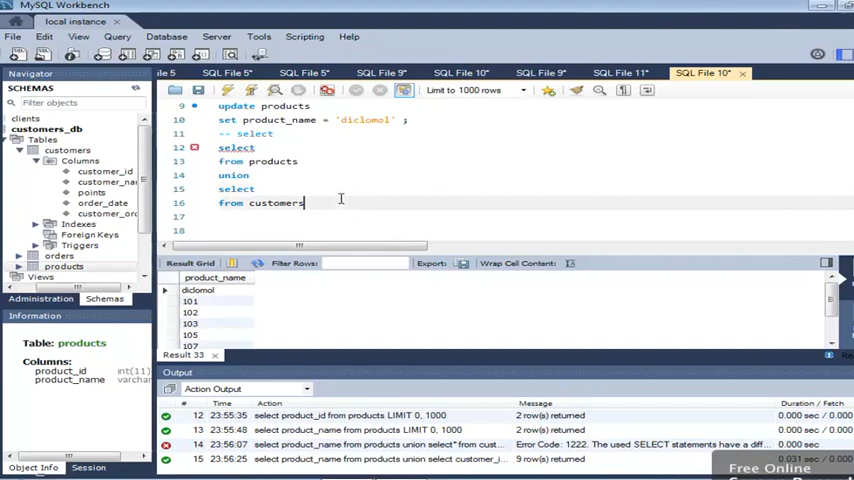 MySQL Workbench
local instance
File Edit View Query Database Server Tools Scripting Help
Navigator
SCHEMAS
Filter objects
clients
customers_db
Tables
customers
Columns
customer_id
customer_na
points
order_date
customer_or
Indexes
Foreign Keys
Triggers
orders
products
Views
Administration Schemas
Information
Table: products
Columns:
product_id int(11)
product_name varchar
Object Info Session
ile 5 SQL File 5* SQL File 5* SQL File 9* SQL File 10* SQL File 9* SQL File 11* SQL File 10*
Limit to 1000 rows
9 update products
10 set product_name = 'diclomol' ;
11 -- select
12 select
13 from products
14 union
15 select
16 from customers
17
18
Result Grid Filter Rows: Export: Wrap Cell Content:
product_name
diclomol
101
102
103
105
107
Result 33
Output
Action Output
# Time Action Message Duration / Fetch
12 23:55:35 select product_id from products LIMIT 0, 1000 2 row(s) returned 0.000 sec / 0.000
13 23:55:48 select product_name from products LIMIT 0, 1000 2 row(s) returned 0.000 sec / 0.000
14 23:56:07 select product_name from products union select* from cust... Error Code: 1222. The used SELECT statements have a diff... 0.000 sec
15 23:56:25 select product_name from products union select customer_i... 9 row(s) returned 0.031 sec /
Free Online